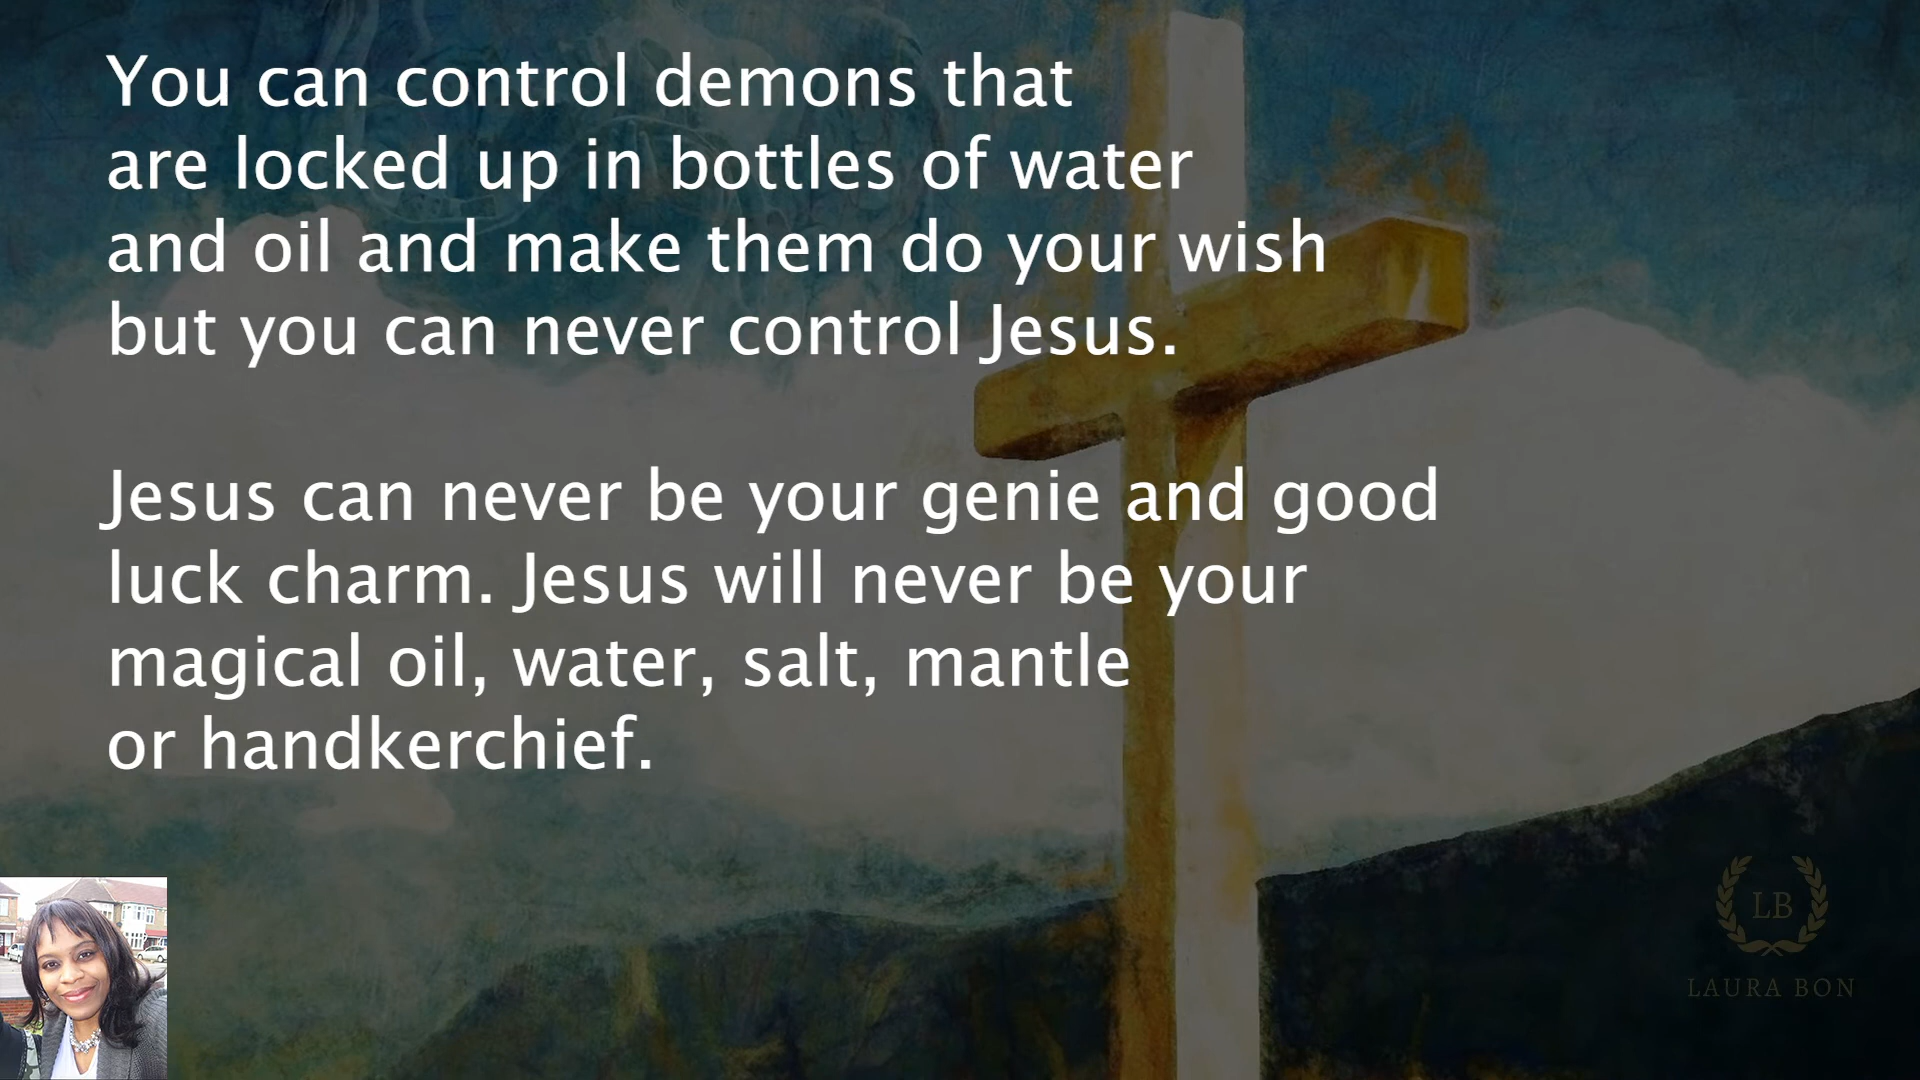 You can control demons that
are locked up in bottles of water
and oil and make them do your wish
but you can never control Jesus.
Jesus can never be your genie and good
luck charm. Jesus will never be your
magical oil, water, salt, mantle
or handkerchief.
LB
LAURA BON